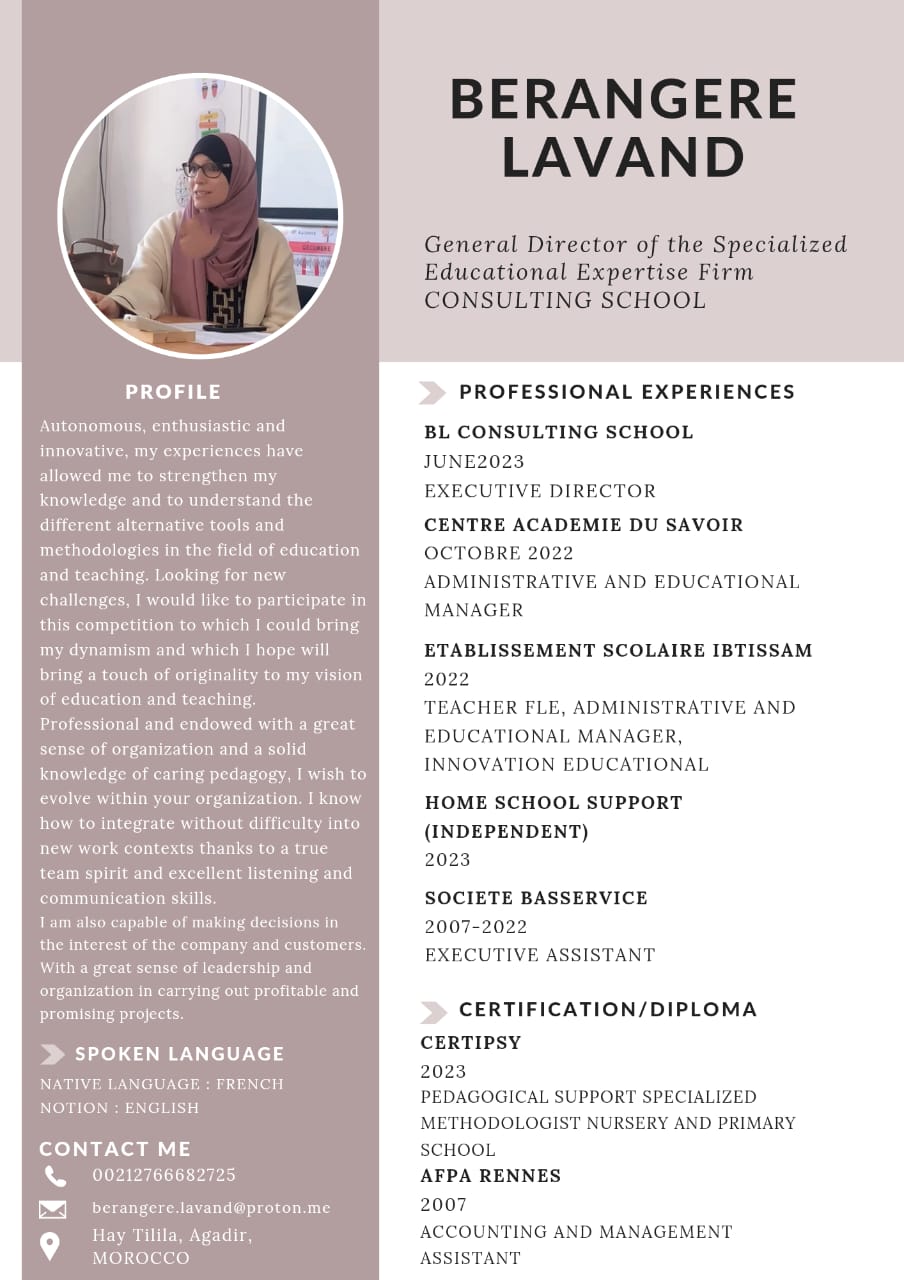 BERANGERE
LAVAND
General Director of the Specialized
Educational Expertise Firm
CONSULTING SCHOOL
PROFILE
Autonomous, enthusiastic and
innovative, my experiences have
allowed me to strengthen my
knowledge and to understand the
different alternative tools and
methodologies in the field of education
and teaching. Looking for new
challenges, I would like to participate in
this competition to which I could bring
my dynamism and which I hope will
bring a touch of originality to my vision
of education and teaching.
Professional and endowed with a great
sense of organization and a solid
knowledge of caring pedagogy, I wish to
evolve within your organization. I know
how to integrate without difficulty into
new work contexts thanks to a true
team spirit and excellent listening and
communication skills.
I am also capable of making decisions in
the interest of the company and customers.
With a great sense of leadership and
organization in carrying out profitable and
promising projects.
SPOKEN LANGUAGE
NATIVE LANGUAGE : FRENCH
NOTION : ENGLISH
CONTACT ME
00212766682725
berangere.lavand@proton.me
Hay Tilila, Agadir,
MOROCCO
PROFESSIONAL EXPERIENCES
BL CONSULTING SCHOOL
JUNE2023
EXECUTIVE DIRECTOR
CENTRE ACADEMIE DU SAVOIR
OCTOBRE 2022
ADMINISTRATIVE AND EDUCATIONAL
MANAGER
ETABLISSEMENT SCOLAIRE IBTISSAM
2022
TEACHER FLE, ADMINISTRATIVE AND
EDUCATIONAL MANAGER,
INNOVATION EDUCATIONAL
HOME SCHOOL SUPPORT
(INDEPENDENT)
2023
SOCIETE BASSERVICE
2007-2022
EXECUTIVE ASSISTANT
CERTIFICATION/DIPLOMA
CERTIPSY
2023
PEDAGOGICAL SUPPORT SPECIALIZED
METHODOLOGIST NURSERY AND PRIMARY
SCHOOL
AFPA RENNES
2007
ACCOUNTING AND MANAGEMENT
ASSISTANT